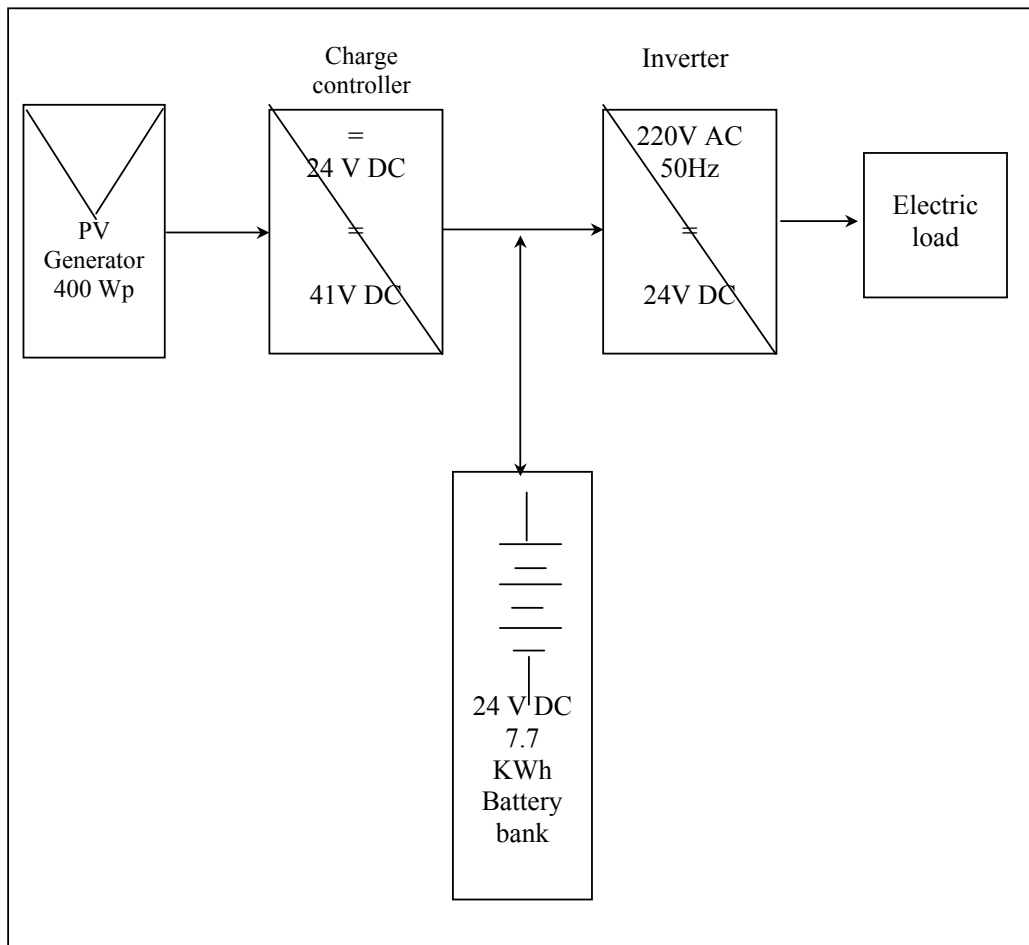 Charge
controller
Inverter
PV
Generator
400 Wp
=
24 V DC
=
41V DC
220V AC
50Hz
=
24V DC
Electric
load
24 V DC
7.7
KWh
Battery
bank